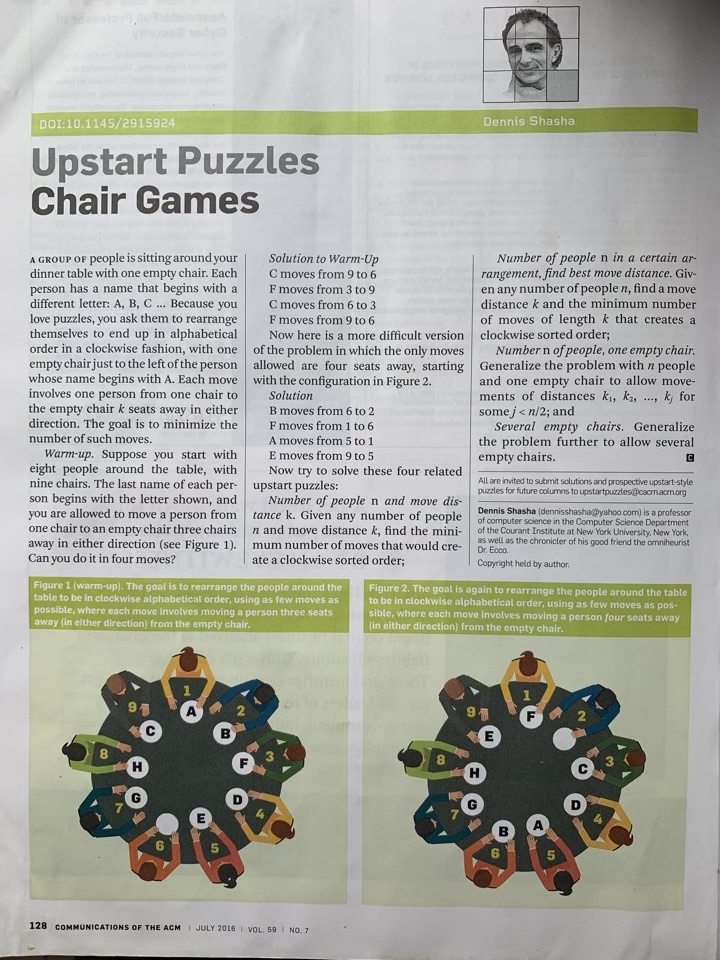 DOI:10.1145/2915924
Dennis Shasha
Upstart Puzzles
Chair Games
A GROUP OF people is sitting around your
dinner table with one empty chair. Each
person has a name that begins with a
different letter: A, B, C ... Because you
love puzzles, you ask them to rearrange
themselves to end up in alphabetical
order in a clockwise fashion, with one
empty chair just to the left of the person
whose name begins with A. Each move
involves one person from one chair to
the empty chair k seats away in either
direction. The goal is to minimize the
number of such moves.
Warm-up. Suppose you start with
eight people around the table, with
nine chairs. The last name of each per-
son begins with the letter shown, and
you are allowed to move a person from
one chair to an empty chair three chairs
away in either direction (see Figure 1).
Can you do it in four moves?
Solution to Warm-Up
C moves from 9 to 6
F moves from 3 to 9
C moves from 6 to 3
F moves from 9 to 6
Now here is a more difficult version
of the problem in which the only moves
allowed are four seats away, starting
with the configuration in Figure 2.
Solution
B moves from 6 to 2
F moves from 1 to 6
A moves from 5 to 1
E moves from 9 to 5
Now try to solve these four related
upstart puzzles:
Number of people n and move dis-
tance k. Given any number of people
n and move distance k, find the mini-
mum number of moves that would cre-
ate a clockwise sorted order;
Number of people n in a certain ar-
rangement, find best move distance. Giv-
en any number of people n, find a move
distance k and the minimum number
of moves of length k that creates a
clockwise sorted order;
Number n of people, one empty chair.
Generalize the problem with n people
and one empty chair to allow move-
ments of distances k1, k2, ..., kj for
some j < n/2; and
Several empty chairs. Generalize
the problem further to allow several
empty chairs. C
All are invited to submit solutions and prospective upstart-style
puzzles for future columns to upstartpuzzles@cacm.acm.org
Dennis Shasha (dennisshasha@yahoo.com) is a professor
of computer science in the Computer Science Department
of the Courant Institute at New York University, New York,
as well as the chronicler of his good friend the omniheurist
Dr. Ecco.
Copyright held by author.
Figure 1 (warm-up). The goal is to rearrange the people around the
table to be in clockwise alphabetical order, using as few moves as
possible, where each move involves moving a person three seats
away (in either direction) from the empty chair.
1
A
2
B
3
F
4
D
5
E
6
7
G
8
H
9
C
Figure 2. The goal is again to rearrange the people around the table
to be in clockwise alphabetical order, using as few moves as pos-
sible, where each move involves moving a person four seats away
(in either direction) from the empty chair.
1
F
2
3
C
4
D
5
A
6
B
7
G
8
H
9
E
128 COMMUNICATIONS OF THE ACM | JULY 2016 | VOL. 59 | NO. 7